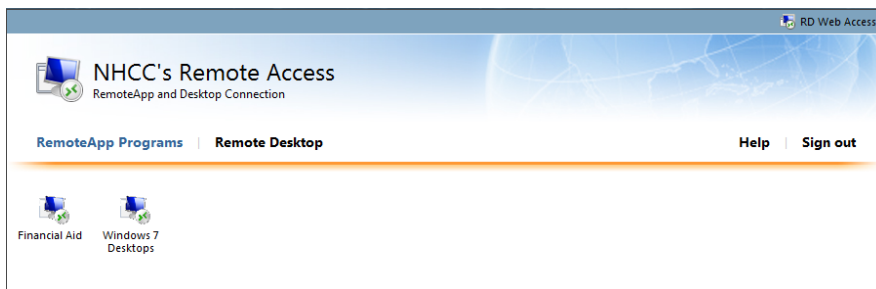 RD Web Access
NHCC's Remote Access
RemoteApp and Desktop Connection
RemoteApp Programs | Remote Desktop Help | Sign out
Financial Aid
Windows 7
Desktops